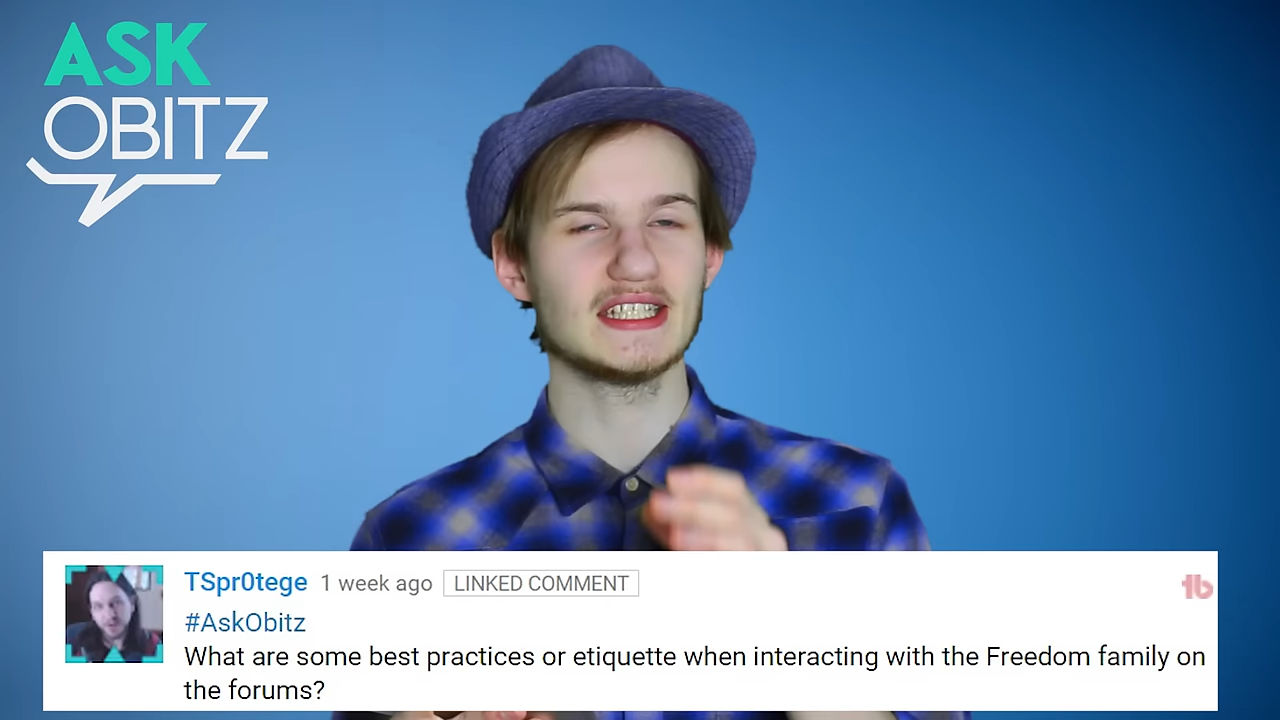 ASK
OBITZ
TSpr0tege 1 week ago LINKED COMMENT
#AskObitz
What are some best practices or etiquette when interacting with the Freedom family on
the forums?